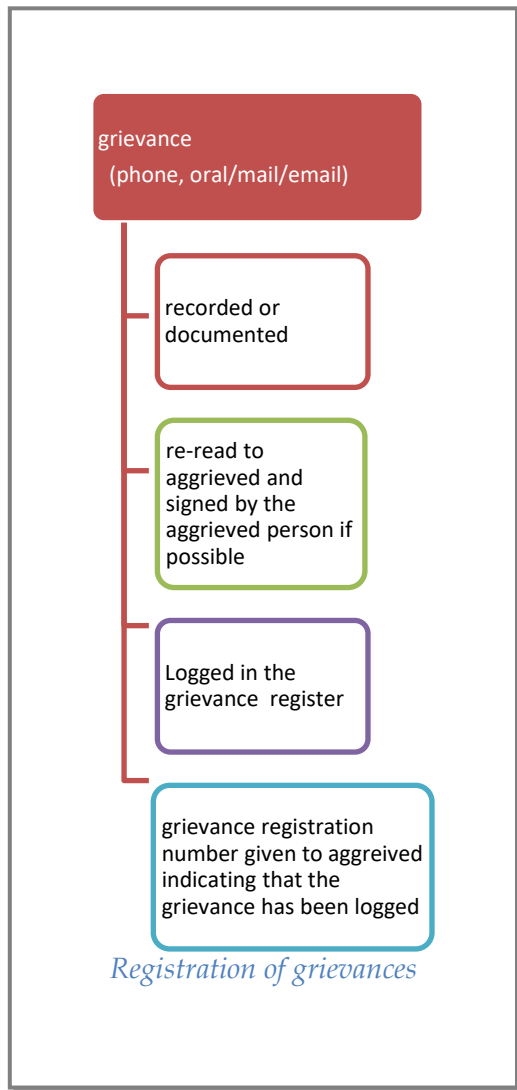 grievance
(phone, oral/mail/email)
recorded or
documented
re-read to
aggrieved and
signed by the
aggrieved person if
possible
Logged in the
grievance register
grievance registration
number given to aggreived
indicating that the
grievance has been logged
Registration of grievances